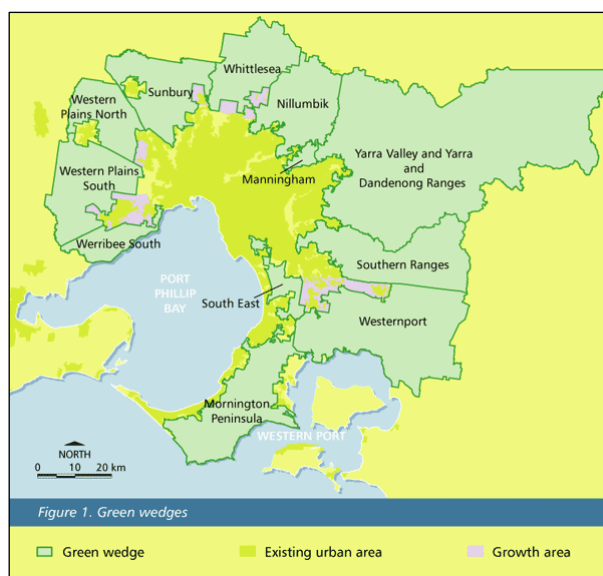 Whittlesea
Sunbury
Nillumbik
Western
Plains North
Yarra Valley and Yarra
and
Dandenong Ranges
Manningham
Western Plains
South
Werribee South
Southern Ranges
PORT
PHILLIP
BAY
South East
Westernport
Mornington
Peninsula
WESTERN PORT
NORTH
0 10 20 km
Figure 1. Green wedges
Green wedge
Existing urban area
Growth area